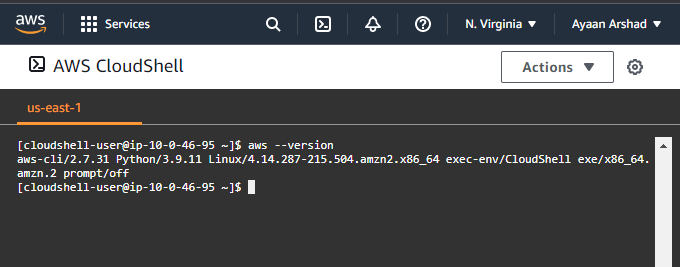 aws
Services
N. Virginia
Ayaan Arshad
AWS CloudShell
Actions
us-east-1
[cloudshell-user@ip-10-0-46-95 ~]$ aws --version
aws-cli/2.7.31 Python/3.9.11 Linux/4.14.287-215.504.amzn2.x86_64 exec-env/CloudShell exe/x86_64.
amzn.2 prompt/off
[cloudshell-user@ip-10-0-46-95 ~]$